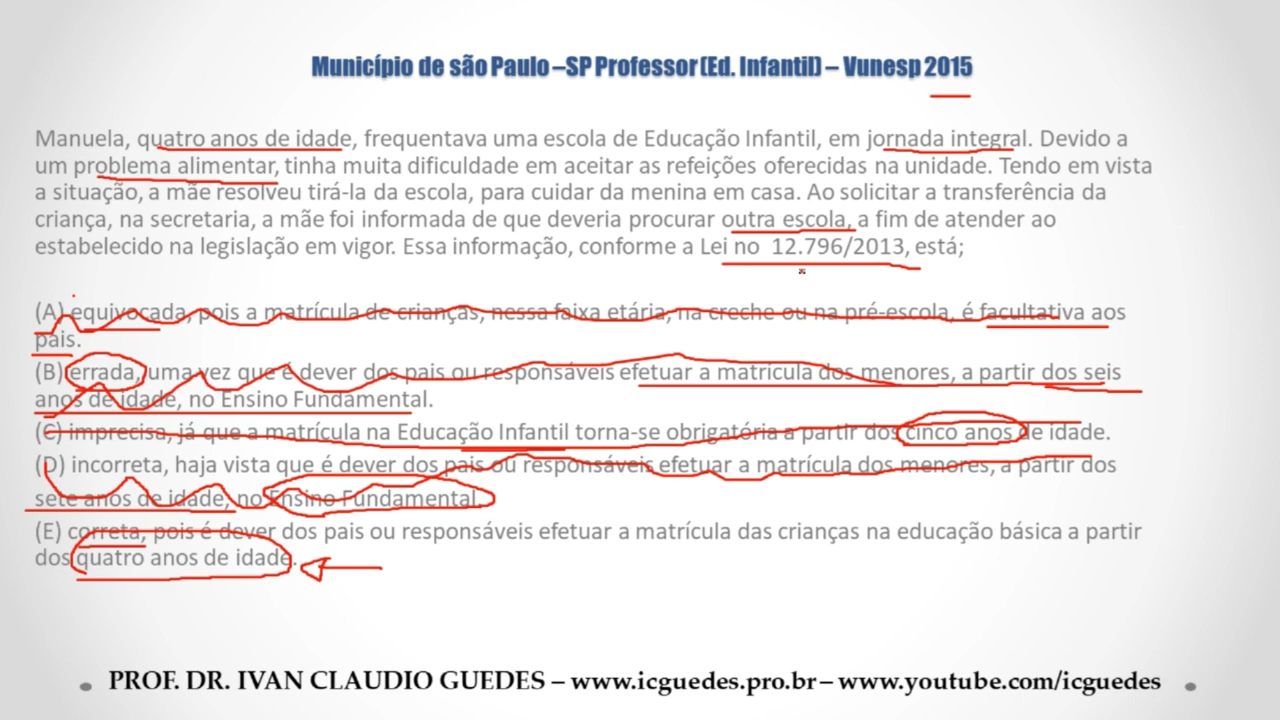 Município de são Paulo –SP Professor (Ed. Infantil) – Vunesp 2015
Manuela, quatro anos de idade, frequentava uma escola de Educação Infantil, em jornada integral. Devido a
um problema alimentar, tinha muita dificuldade em aceitar as refeições oferecidas na unidade. Tendo em vista
a situação, a mãe resolveu tirá-la da escola, para cuidar da menina em casa. Ao solicitar a transferência da
criança, na secretaria, a mãe foi informada de que deveria procurar outra escola, a fim de atender ao
estabelecido na legislação em vigor. Essa informação, conforme a Lei no 12.796/2013, está;
(A) equivocada, pois a matrícula de crianças, nessa faixa etária, na creche ou na pré-escola, é facultativa aos
pais.
(B) errada, uma vez que é dever dos pais ou responsáveis efetuar a matrícula dos menores, a partir dos seis
anos de idade, no Ensino Fundamental.
(C) imprecisa, já que a matrícula na Educação Infantil torna-se obrigatória a partir dos cinco anos de idade.
(D) incorreta, haja vista que é dever dos pais ou responsáveis efetuar a matrícula dos menores, a partir dos
sete anos de idade, no Ensino Fundamental.
(E) correta, pois é dever dos pais ou responsáveis efetuar a matrícula das crianças na educação básica a partir
dos quatro anos de idade.
PROF. DR. IVAN CLAUDIO GUEDES – www.icguedes.pro.br – www.youtube.com/icguedes